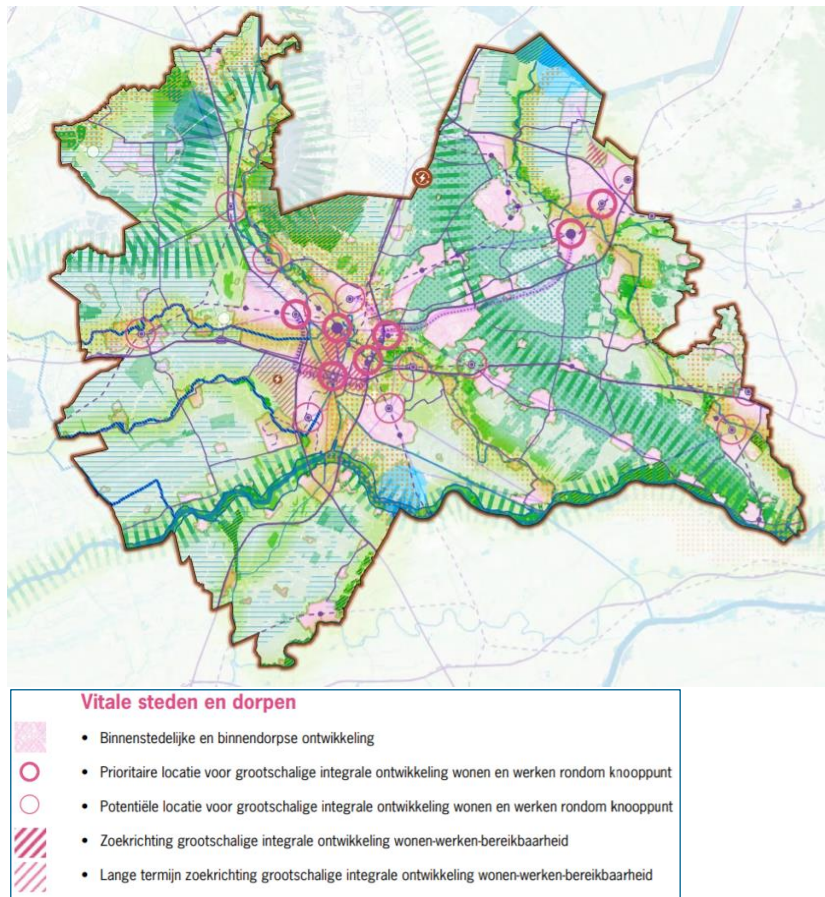 Vitale steden en dorpen
• Binnenstedelijke en binnendorpse ontwikkeling
• Prioritaire locatie voor grootschalige integrale ontwikkeling wonen en werken rondom knooppunt
• Potentiële locatie voor grootschalige integrale ontwikkeling wonen en werken rondom knooppunt
• Zoekrichting grootschalige integrale ontwikkeling wonen-werken-bereikbaarheid
• Lange termijn zoekrichting grootschalige integrale ontwikkeling wonen-werken-bereikbaarheid